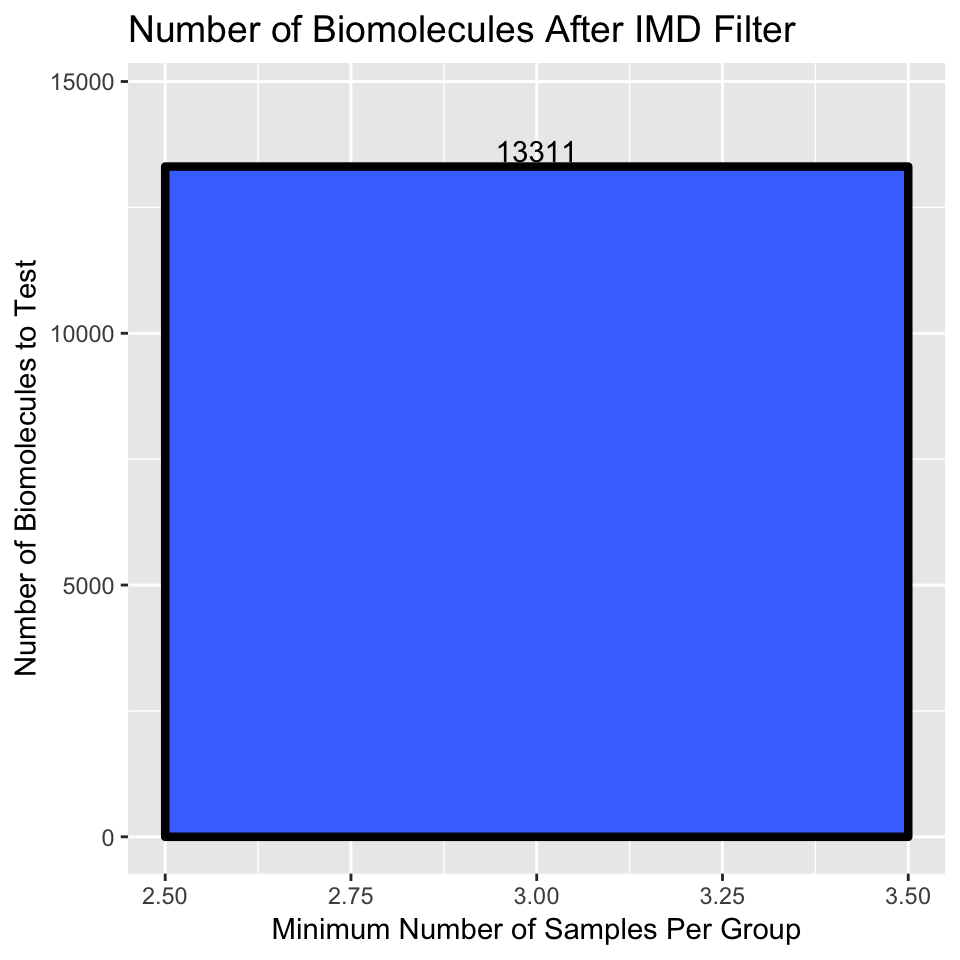 Number of Biomolecules After IMD Filter
15000
13311
10000
5000
0
Number of Biomolecules to Test
2.50 2.75 3.00 3.25 3.50
Minimum Number of Samples Per Group